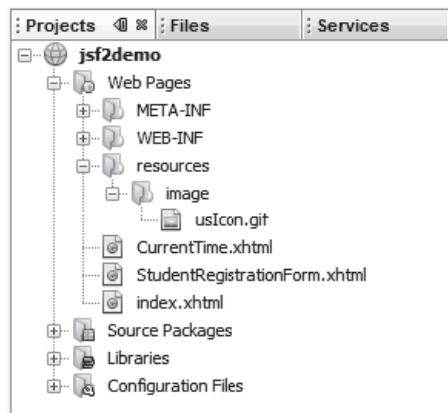 Projects Files Services
jsf2demo
Web Pages
META-INF
WEB-INF
resources
image
usIcon.gif
CurrentTime.xhtml
StudentRegistrationForm.xhtml
index.xhtml
Source Packages
Libraries
Configuration Files